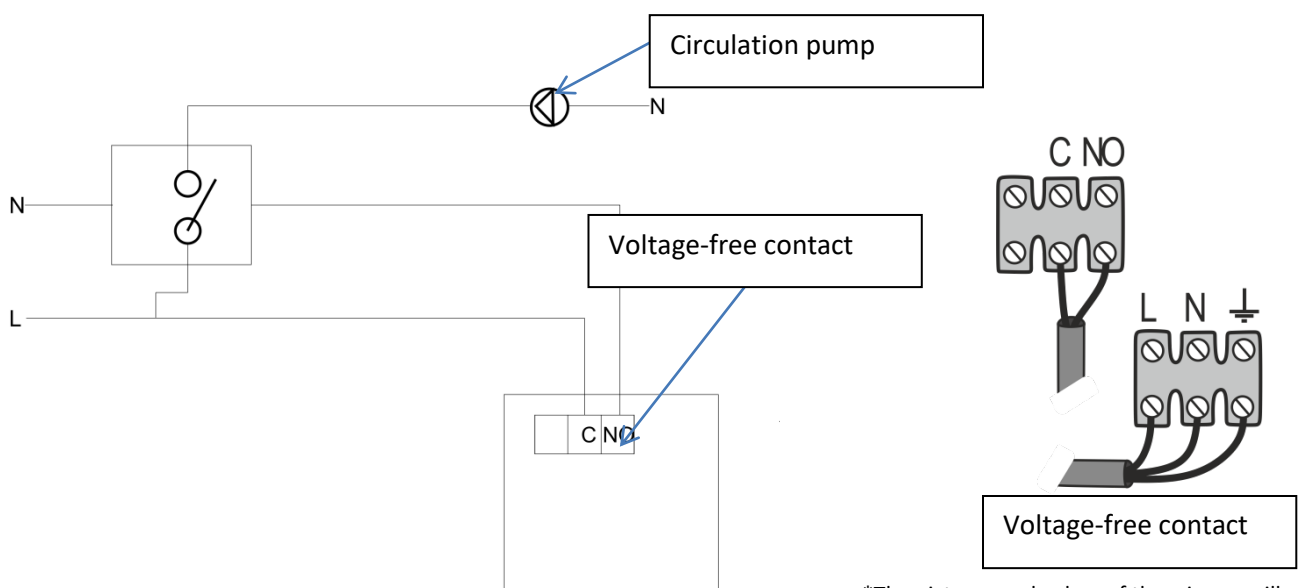 Circulation pump
N
N
Voltage-free contact
L
C NO
C NO
L N
Voltage-free contact